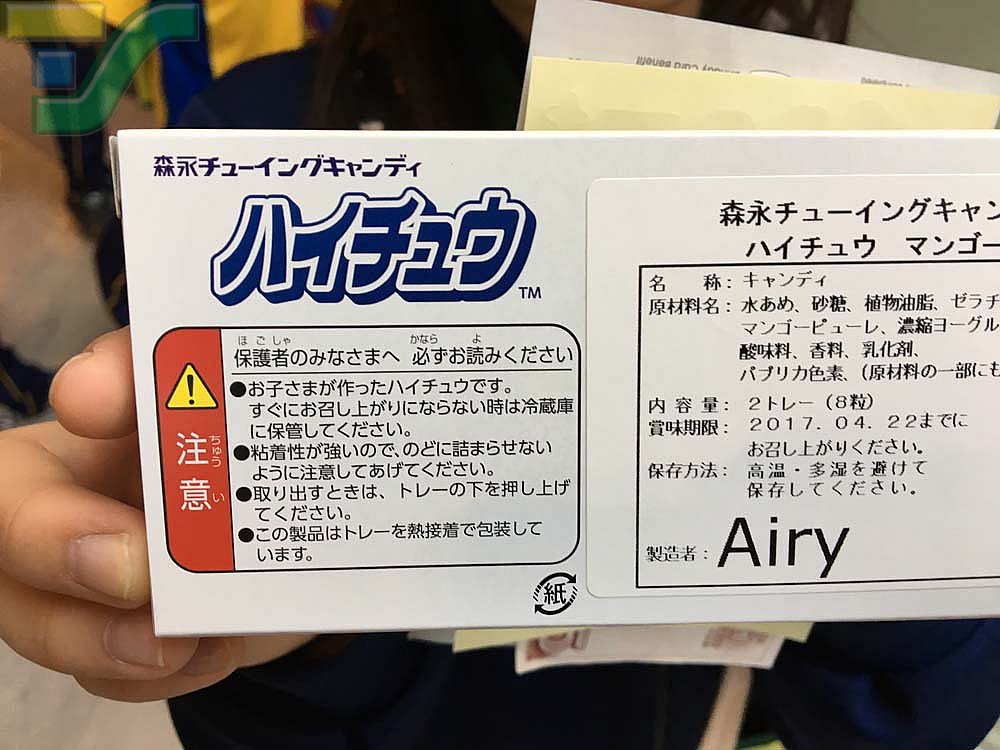 森永チューイングキャンディ
ハイチュウ
TM
ほごしゃ かなら よ
保護者のみなさまへ 必ずお読みください
注意
ちゅう
い
●お子さまが作ったハイチュウです。
すぐにお召し上がりにならない時は冷蔵庫
に保管してください。
●粘着性が強いので、のどに詰まらせない
ように注意してあげてください。
●取り出すときは、トレーの下を押し上げ
てください。
●この製品はトレーを熱接着で包装して
います。
紙
森永チューイングキャン
ハイチュウ マンゴー
名 称：キャンディ
原材料名：水あめ、砂糖、植物油脂、ゼラチ
マンゴーピューレ、濃縮ヨーグル
酸味料、香料、乳化剤、
パプリカ色素、(原材料の一部にも
内容量：2トレー(8粒)
賞味期限：2017.04.22までに
お召し上がりください。
保存方法：高温・多湿を避けて
保存してください。
製造者：Airy